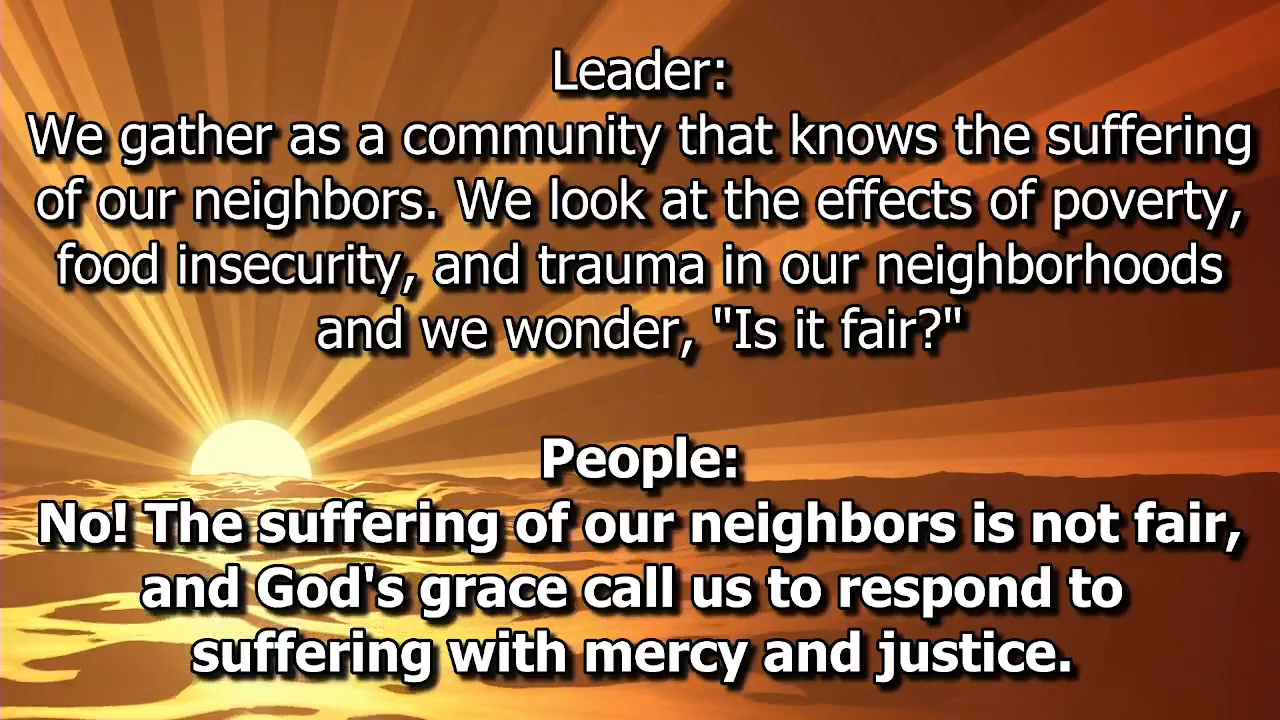 Leader:
We gather as a community that knows the suffering
of our neighbors. We look at the effects of poverty,
food insecurity, and trauma in our neighborhoods
and we wonder, "Is it fair?"
People:
No! The suffering of our neighbors is not fair,
and God's grace call us to respond to
suffering with mercy and justice.